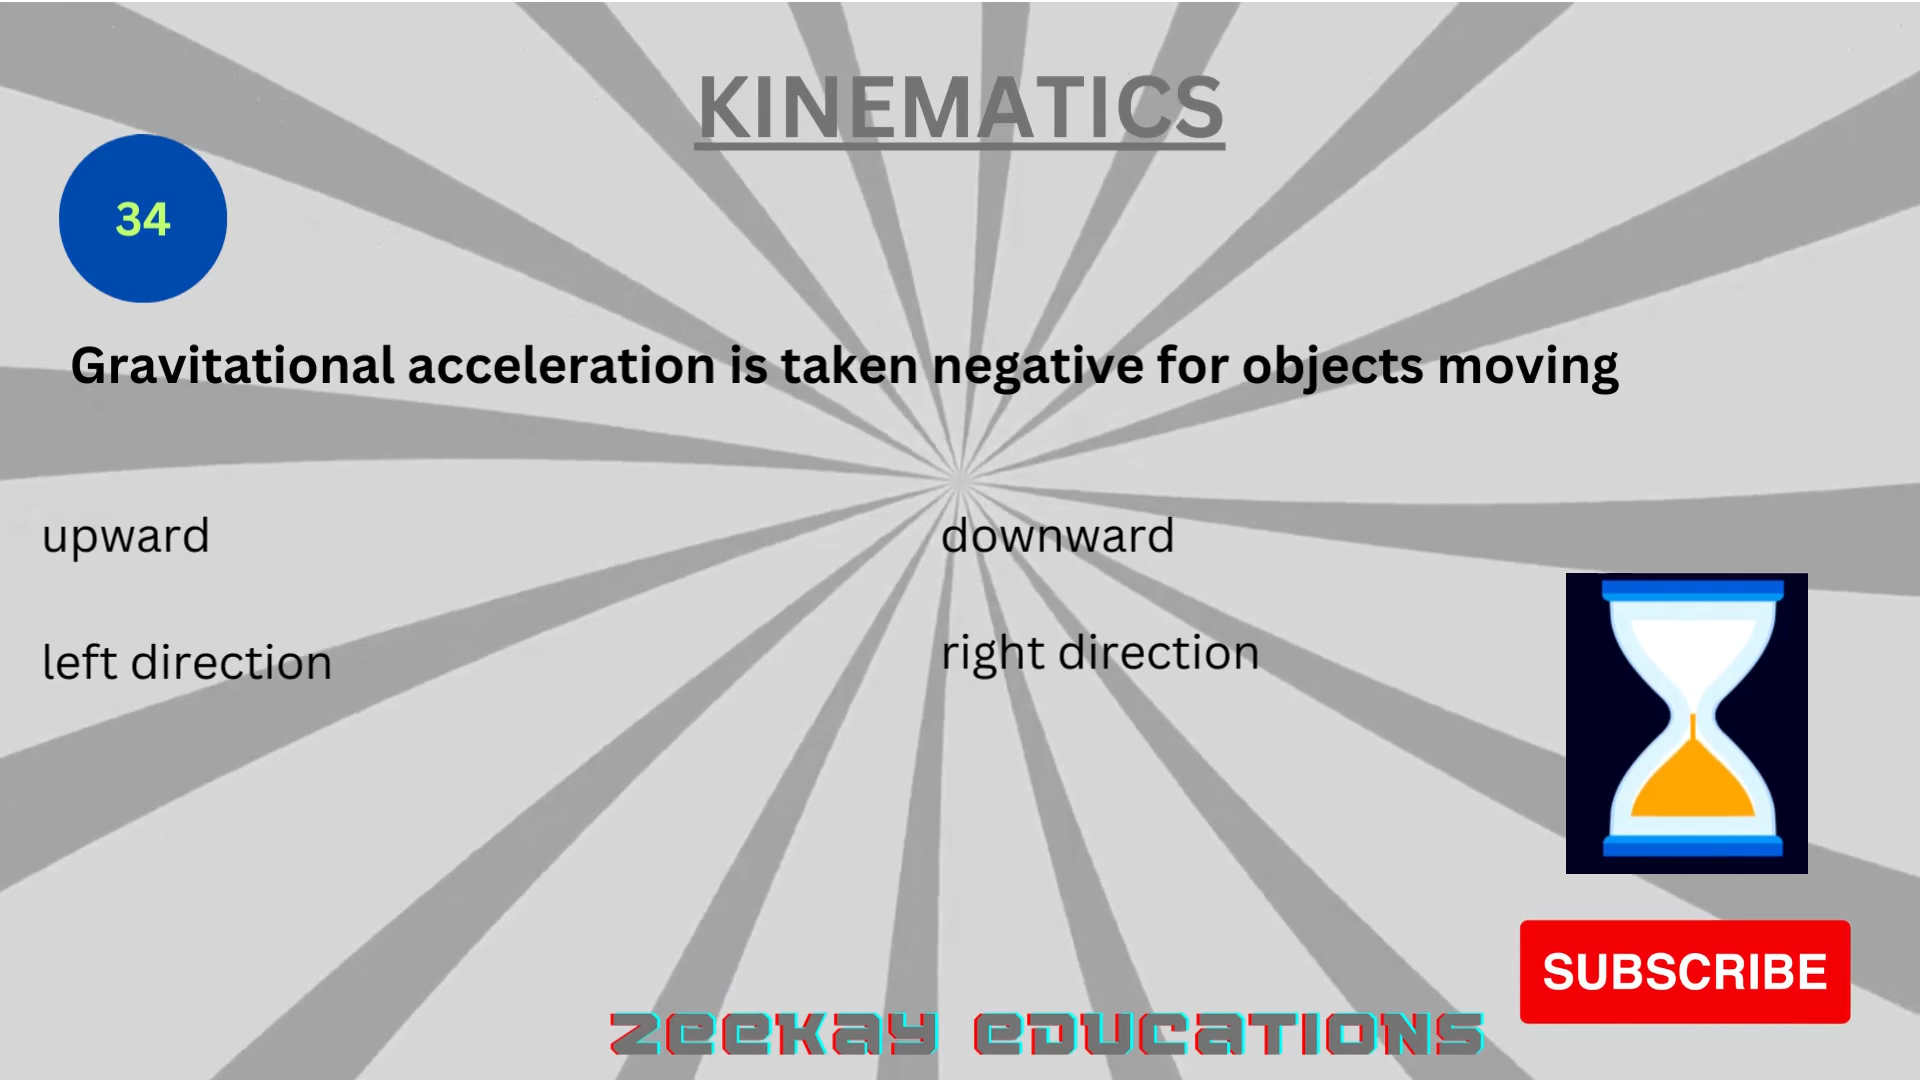 KINEMATICS
34
Gravitational acceleration is taken negative for objects moving
upward
downward
left direction
right direction
SUBSCRIBE
ZEEKAY EDUCATIONS